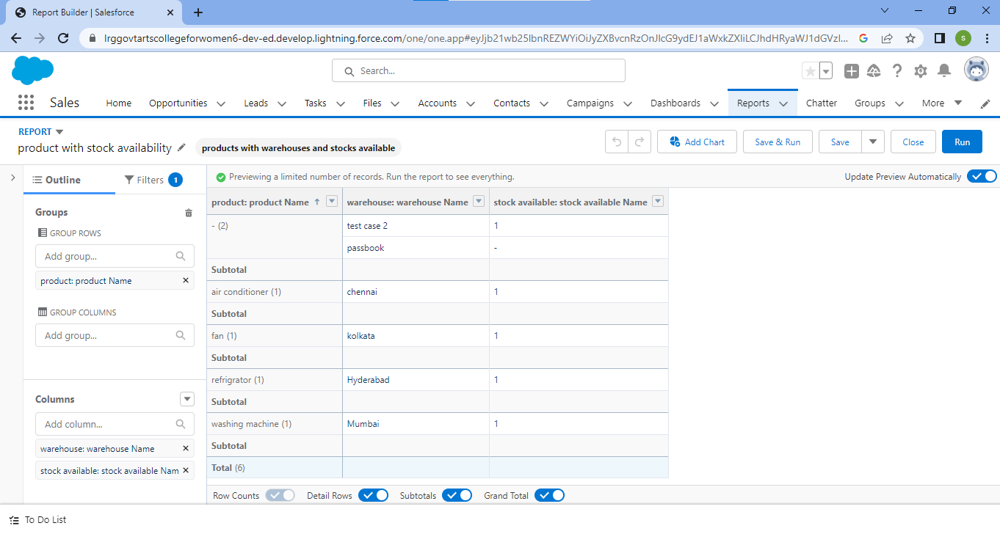 Report Builder | Salesforce
lrggovtartscollegeforwomen6-dev-ed.develop.lightning.force.com/one/one.app#eyJjb21wb25lbnREZWYiOiJyZXBvcnRzOnJlcG9ydEJ1aWxkZXIiLCJhdHRyaWJ1dGVzI...
S
Search...
Sales
Home Opportunities Leads Tasks Files Accounts Contacts Campaigns Dashboards Reports Chatter Groups More
REPORT
product with stock availability
products with warehouses and stocks available
Add Chart Save & Run Save Close Run
Outline
Filters 1
Previewing a limited number of records. Run the report to see everything.
Update Preview Automatically
Groups
GROUP ROWS
Add group...
product: product Name
GROUP COLUMNS
Add group...
Columns
Add column...
warehouse: warehouse Name
stock available: stock available Nam
product: product Name warehouse: warehouse Name stock available: stock available Name
- (2) test case 2 1
passbook -
Subtotal
air conditioner (1) chennai 1
Subtotal
fan (1) kolkata 1
Subtotal
refrigrator (1) Hyderabad 1
Subtotal
washing machine (1) Mumbai 1
Subtotal
Total (6)
Row Counts Detail Rows Subtotals Grand Total
To Do List